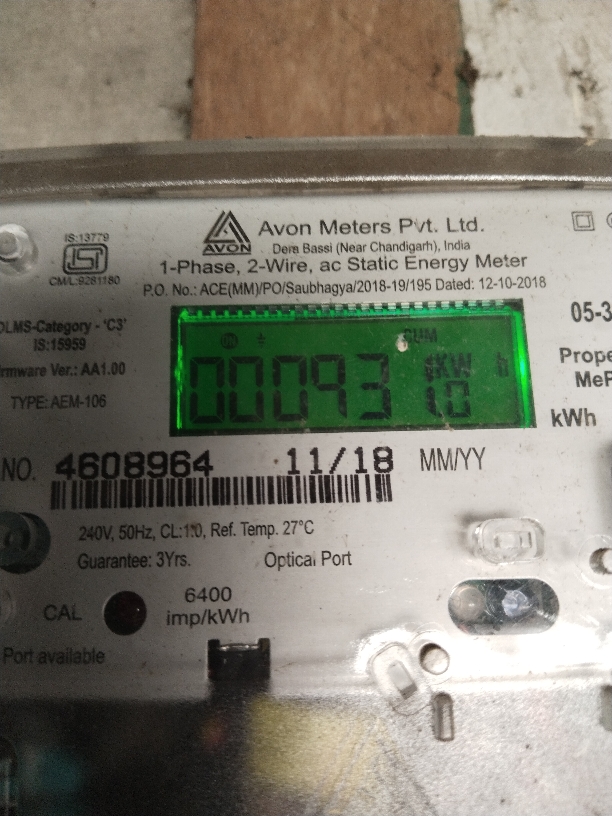 Avon Meters Pvt. Ltd.
AVON
Dera Bassi (Near Chandigarh), India
IS:13779
ISI
CM/L:9281180
1-Phase, 2-Wire, ac Static Energy Meter
P.O. No.: ACE(MM)/PO/Saubhagya/2018-19/195 Dated: 12-10-2018
DLMS-Category - 'C3'
IS:15959
rmware Ver.: AA1.00
TYPE: AEM-106
ON CUM
00093 KW h
1.0
05-3
Prope
MeP
kWh
NO. 4608964 11/18 MM/YY
240V, 50Hz, CL:1.0, Ref. Temp. 27°C
Guarantee: 3Yrs. Optical Port
CAL 6400
imp/kWh
Port available